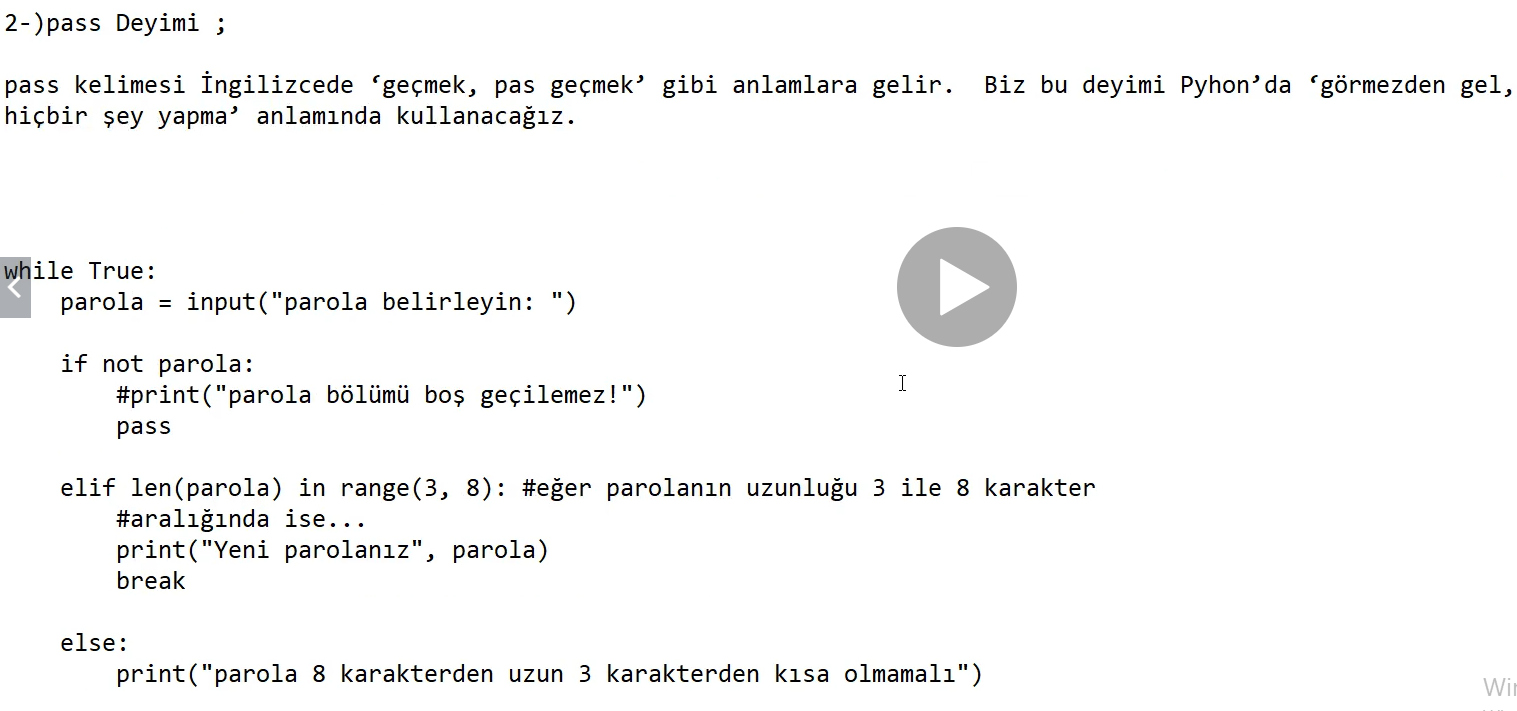 2-)pass Deyimi ;
pass kelimesi İngilizcede ‘geçmek, pas geçmek’ gibi anlamlara gelir.  Biz bu deyimi Pyhon’da ‘görmezden gel,
hiçbir şey yapma’ anlamında kullanacağız.
while True:
    parola = input("parola belirleyin: ")
    if not parola:
        #print("parola bölümü boş geçilemez!")
        pass
    elif len(parola) in range(3, 8): #eğer parolanın uzunluğu 3 ile 8 karakter
        #aralığında ise...
        print("Yeni parolanız", parola)
        break
    else:
        print("parola 8 karakterden uzun 3 karakterden kısa olmamalı")